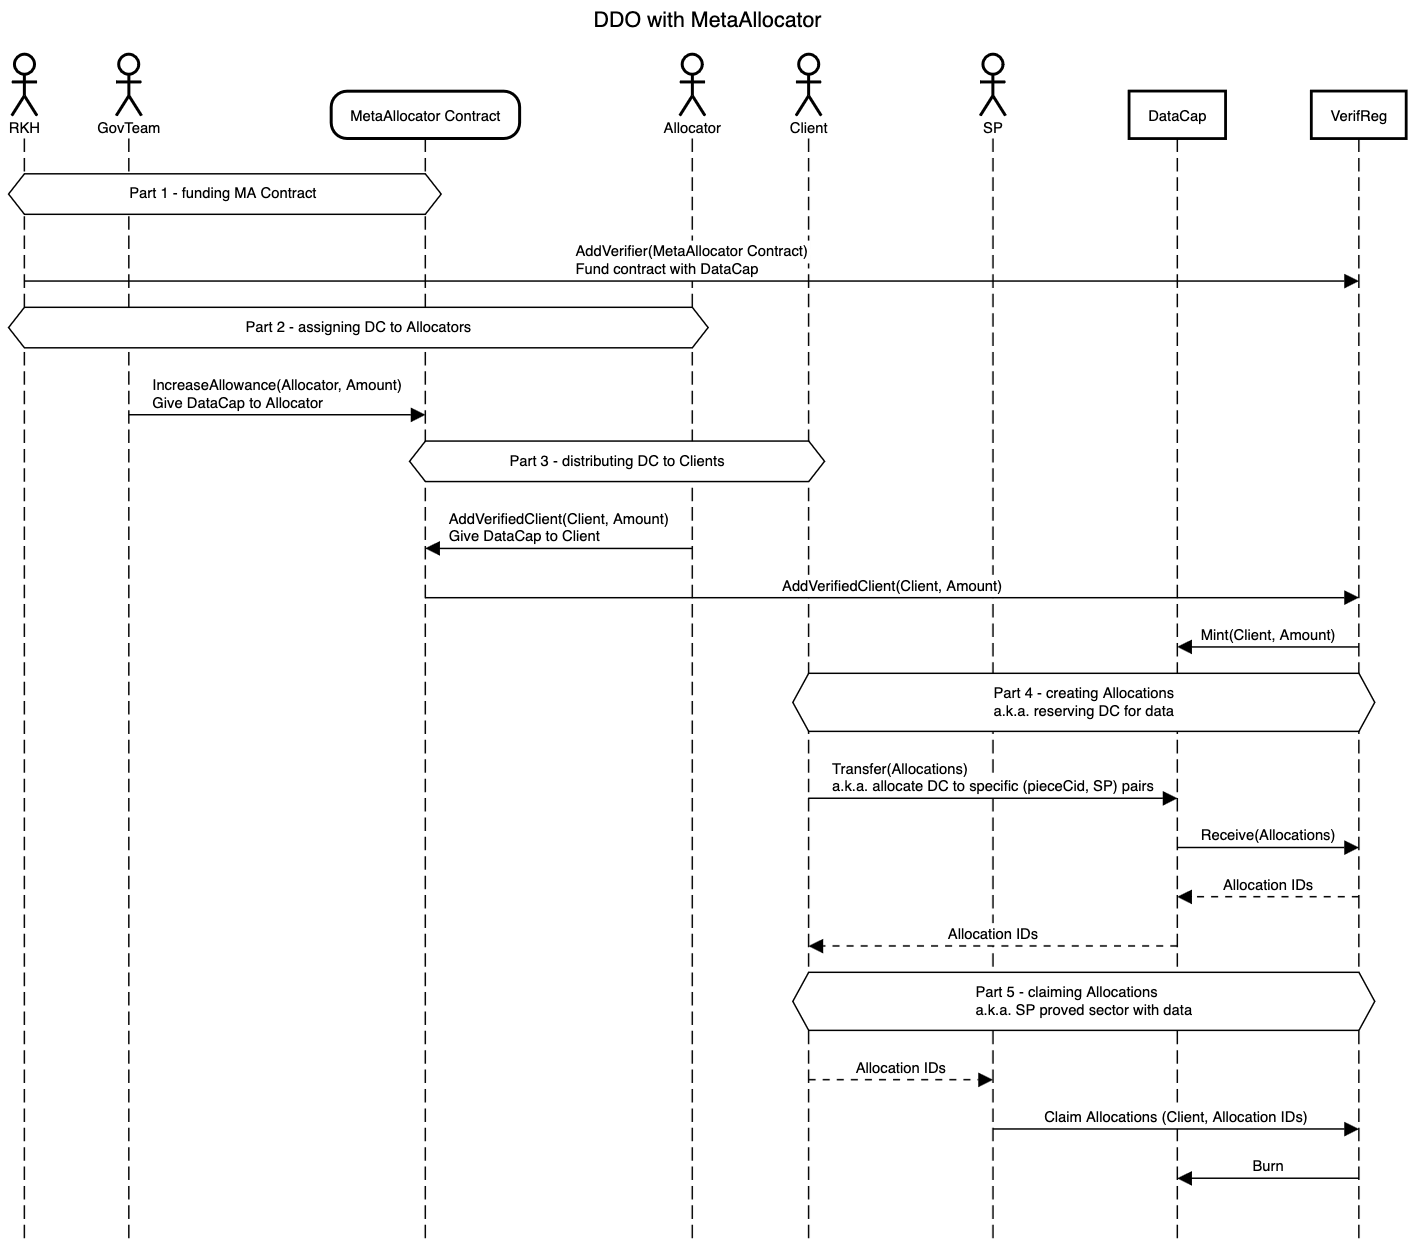 DDO with MetaAllocator
RKH
GovTeam
MetaAllocator Contract
Allocator
Client
SP
DataCap
VerifReg
Part 1 - funding MA Contract
AddVerifier(MetaAllocator Contract)
Fund contract with DataCap
Part 2 - assigning DC to Allocators
IncreaseAllowance(Allocator, Amount)
Give DataCap to Allocator
Part 3 - distributing DC to Clients
AddVerifiedClient(Client, Amount)
Give DataCap to Client
AddVerifiedClient(Client, Amount)
Mint(Client, Amount)
Part 4 - creating Allocations
a.k.a. reserving DC for data
Transfer(Allocations)
a.k.a. allocate DC to specific (pieceCid, SP) pairs
Receive(Allocations)
Allocation IDs
Allocation IDs
Part 5 - claiming Allocations
a.k.a. SP proved sector with data
Allocation IDs
Claim Allocations (Client, Allocation IDs)
Burn